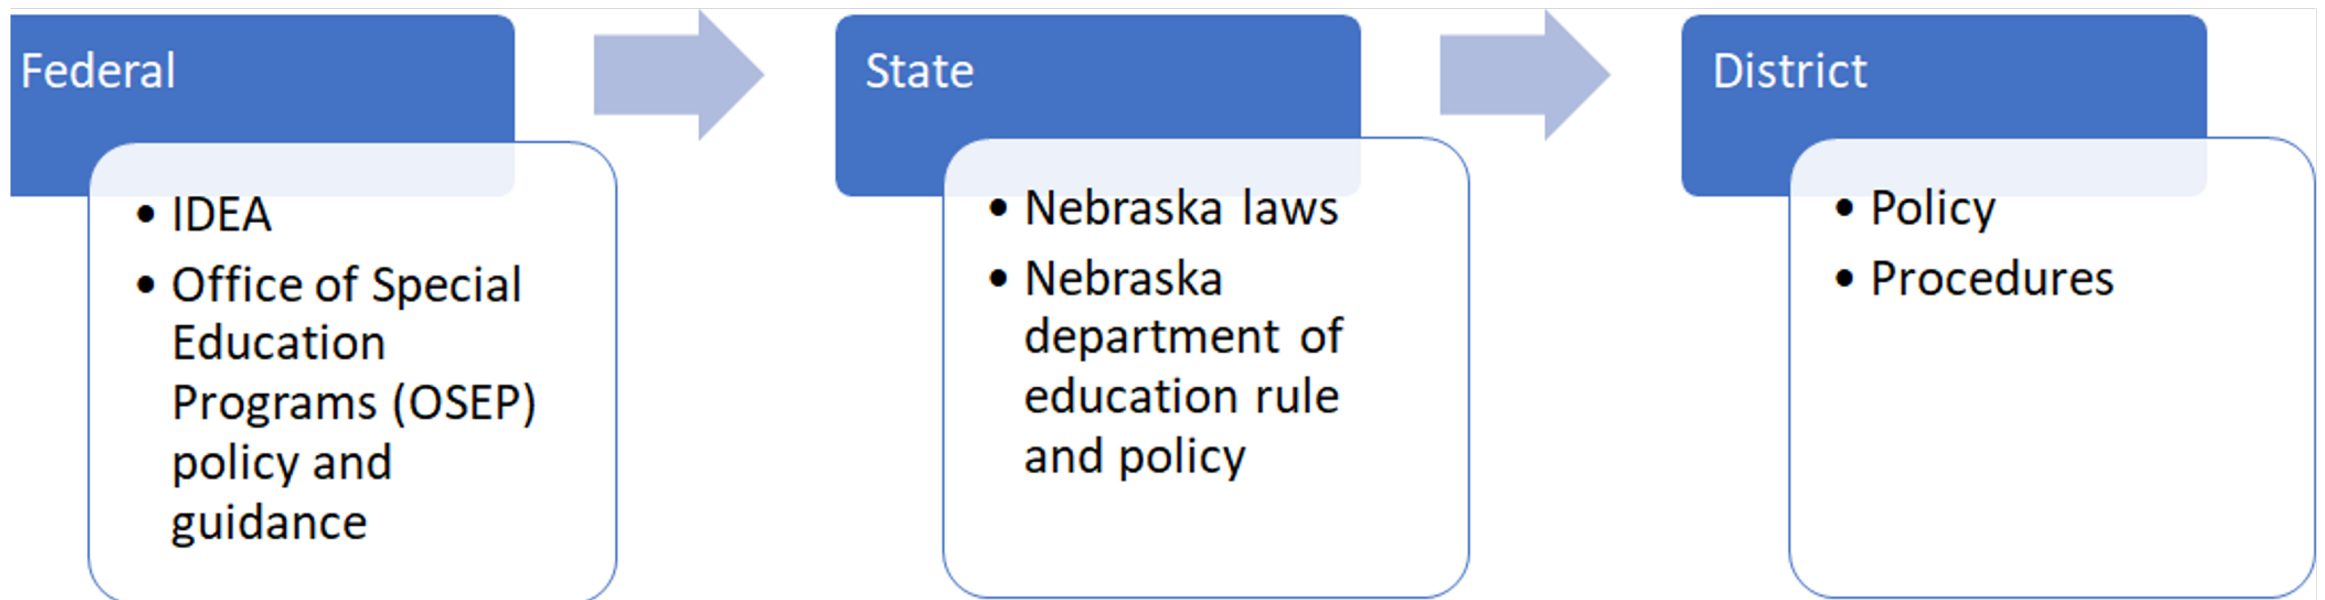 Federal
• IDEA
• Office of Special
Education
Programs (OSEP)
policy and
guidance
State
• Nebraska laws
• Nebraska
department of
education rule
and policy
District
• Policy
• Procedures